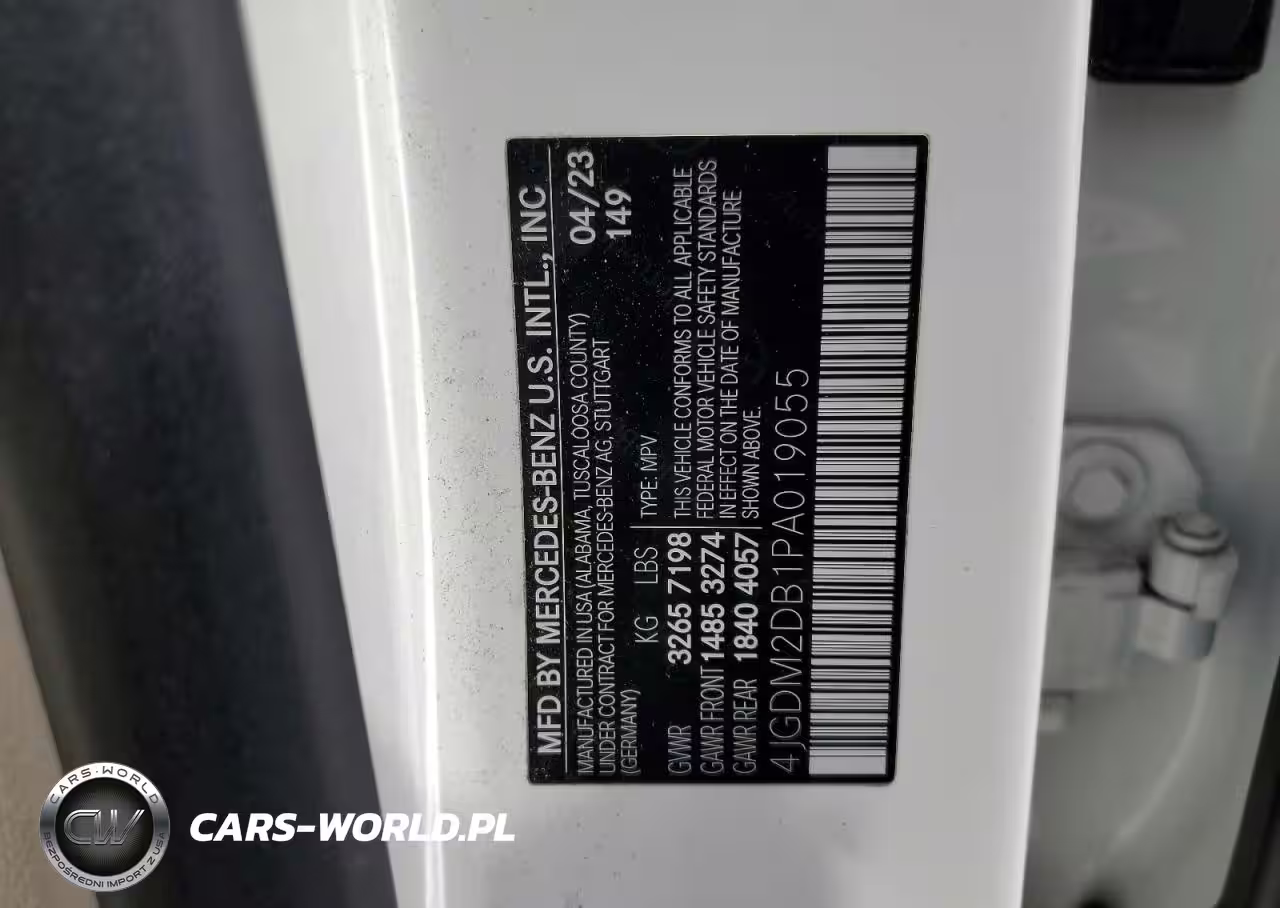 MFD BY MERCEDES-BENZ U.S. INTL., INC
MANUFACTURED IN USA (ALABAMA, TUSCALOOSA COUNTY) 04/23
UNDER CONTRACT FOR MERCEDES-BENZ AG, STUTTGART 149
(GERMANY)
KG LBS TYPE: MPV
GVWR 3265 7198 THIS VEHICLE CONFORMS TO ALL APPLICABLE
GAWR FRONT 1485 3274 FEDERAL MOTOR VEHICLE SAFETY STANDARDS
GAWR REAR 1840 4057 IN EFFECT ON THE DATE OF MANUFACTURE
SHOWN ABOVE.
4JGDM2DB1PA019055
CARS-WORLD
CW
BEZPOŚREDNI IMPORT Z USA
CARS-WORLD.PL